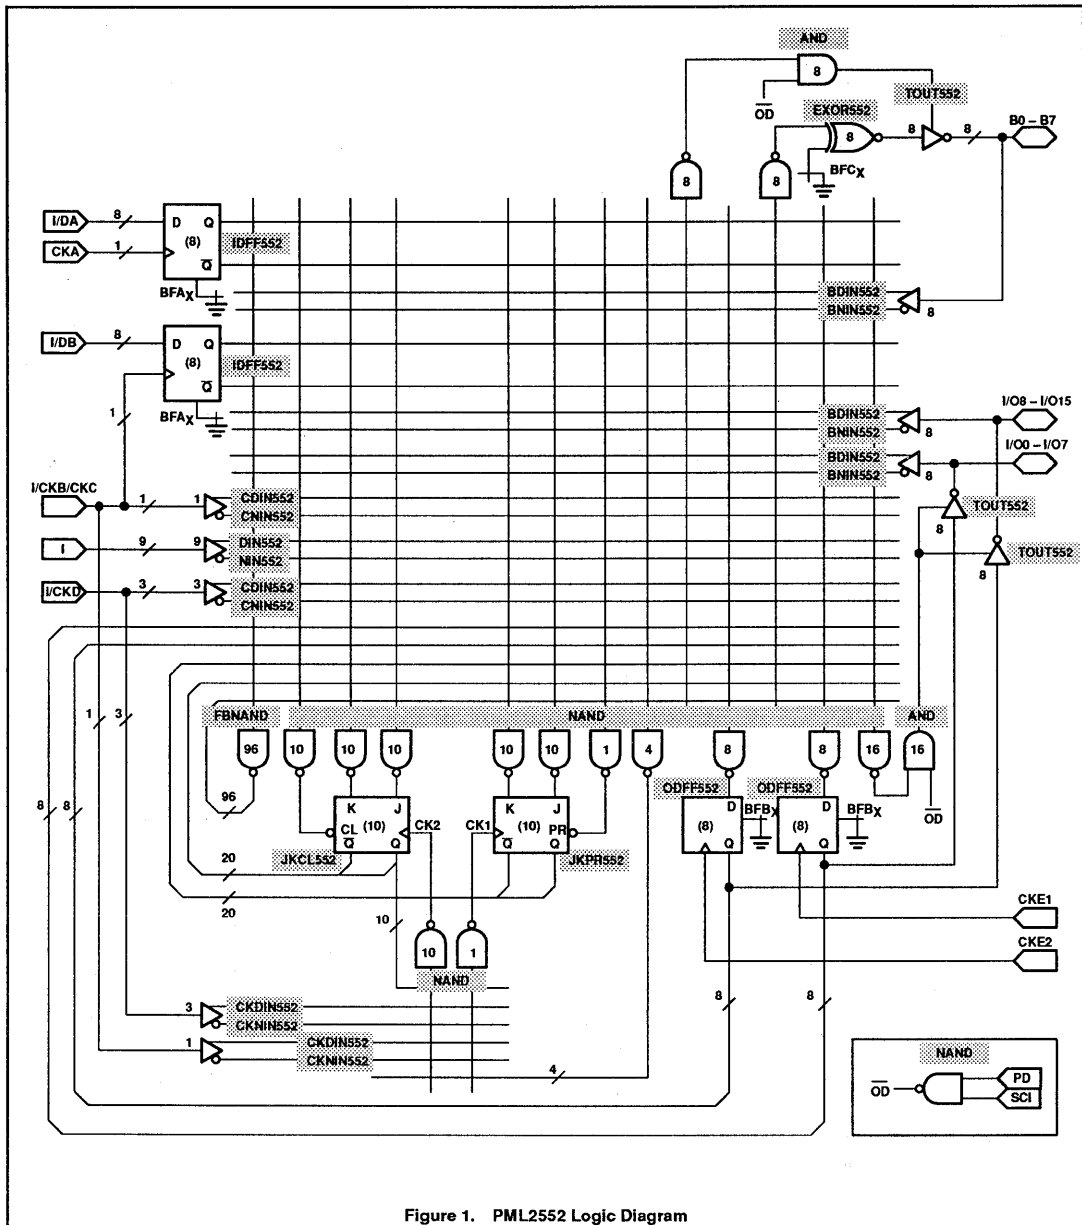 AND
8
OD
TOUT552
EXOR552
B0 – B7
8
8
8
BFCX
8
8
I/DA
8
D Q
(8)
IDFF552
CKA
1
Q
BFAX
BDIN552
BNIN552
8
I/DB
8
D Q
(8)
IDFF552
Q
1
BFAX
BDIN552
BNIN552
8
I/O8 – I/O15
BDIN552
BNIN552
8
I/O0 – I/O7
I/CKB/CKC
1
1
CDIN552
CNIN552
TOUT552
8
I
9
9
DIN552
NIN552
TOUT552
8
I/CKD
3
3
CDIN552
CNIN552
1
3
FBNAND
NAND
AND
96
10
10
10
10
10
1
4
8
8
16
16
8
8
96
ODFF552
ODFF552
K J
CL (10)
Q Q
CK2
CK1
K J
(10) PR
Q Q
D
(8)
Q
BFBX
D
(8)
Q
BFBX
OD
JKCL552
JKPR552
20
20
10
CKE1
10
1
CKE2
NAND
8
8
3
CKDIN552
CKNIN552
1
CKDIN552
CKNIN552
4
NAND
OD
PD
SCI
Figure 1. PML2552 Logic Diagram